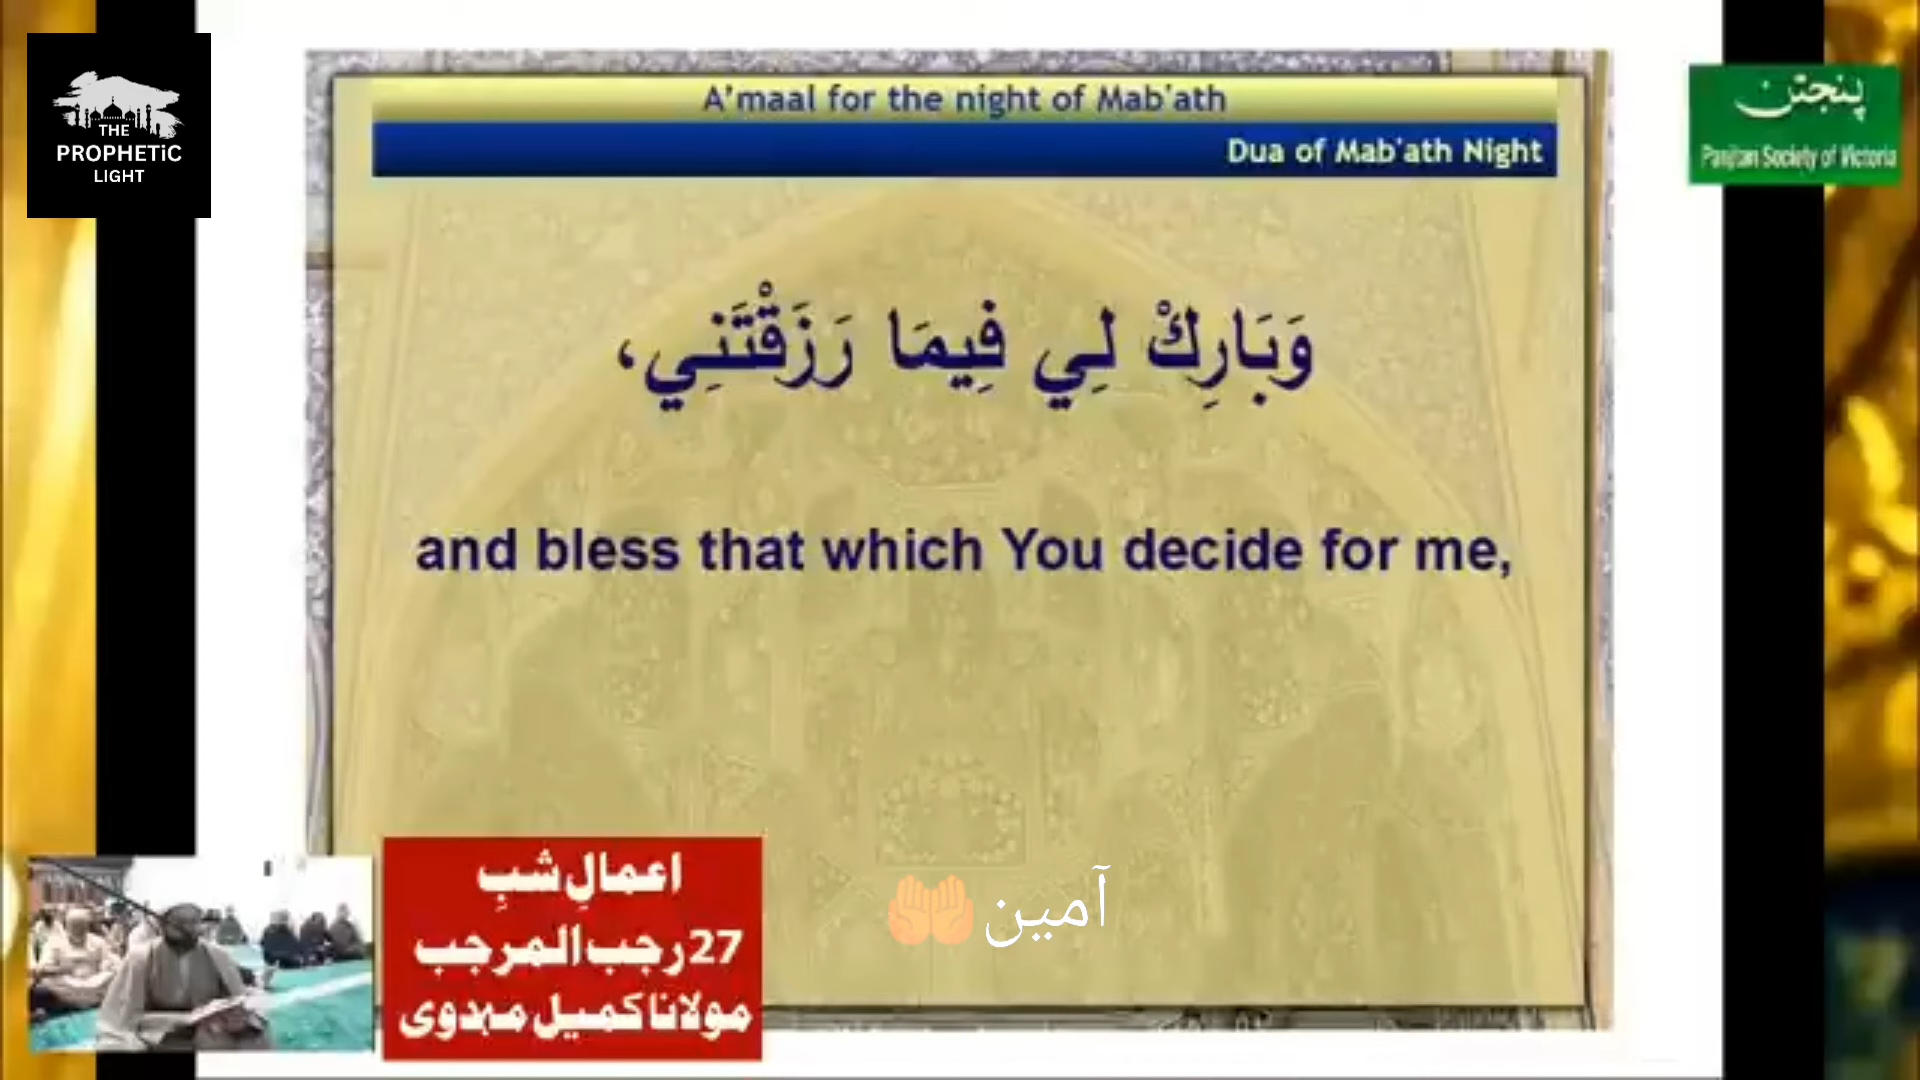 THE
PROPHETiC
LIGHT
پنجتن
Panjtan Society of Victoria
A'maal for the night of Mab'ath
Dua of Mab'ath Night
وَبَارِكْ لِي فِيمَا رَزَقْتَنِي،
and bless that which You decide for me,
اعمالِ شبِ
27 رجب المرجب
مولانا کمیل مہدوی
آمین